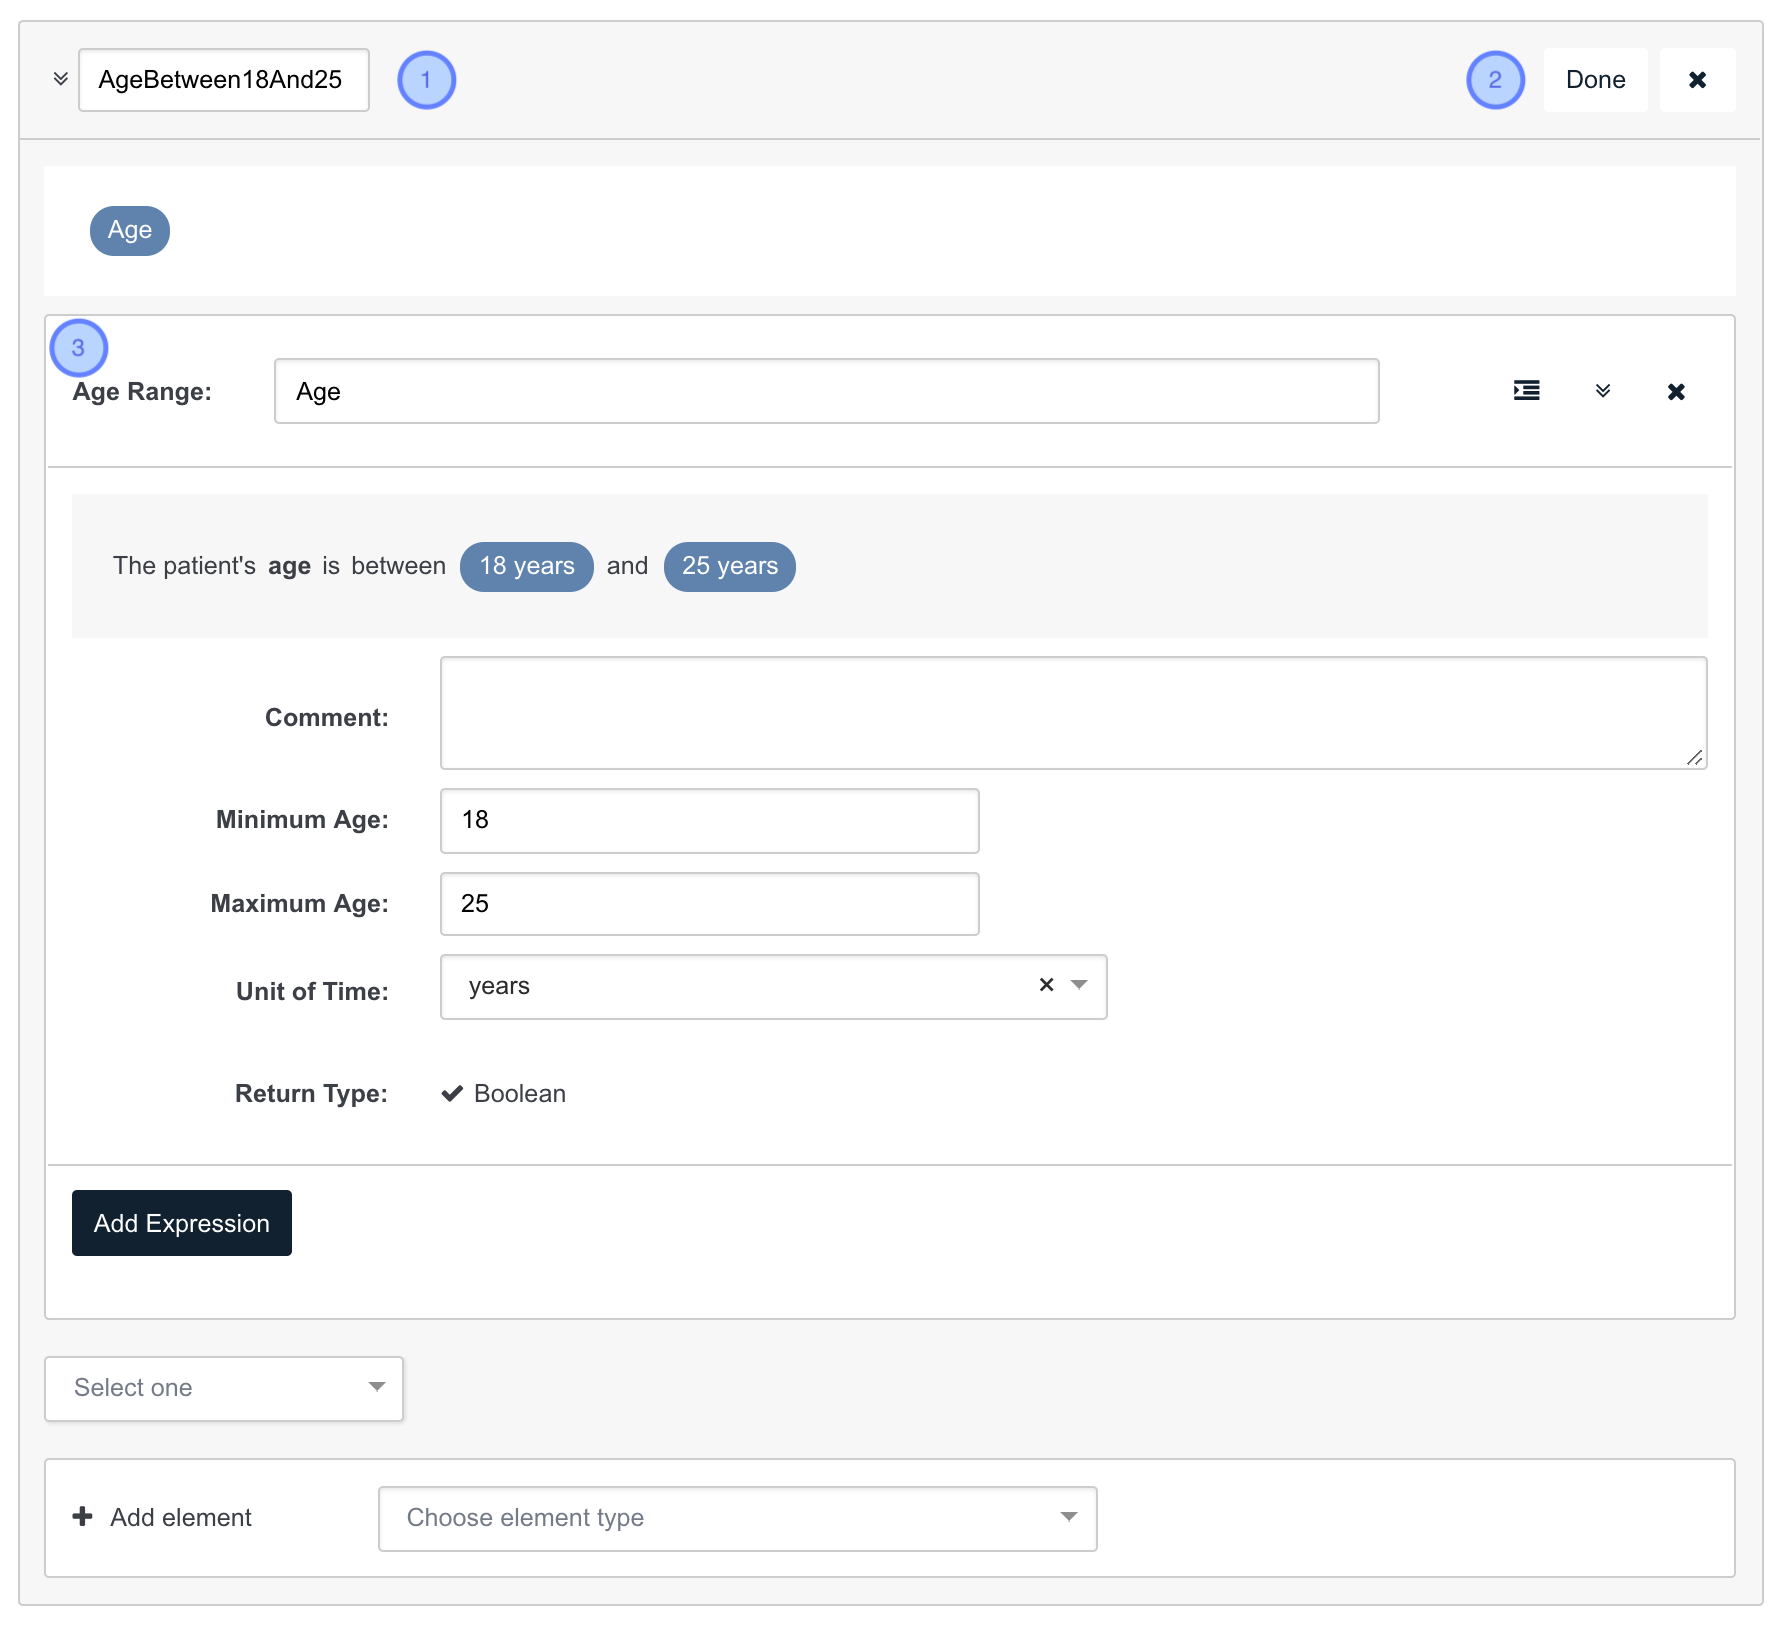 AgeBetween18And25 1 2 Done
Age
3
Age Range: Age
The patient's age is between 18 years and 25 years
Comment:
Minimum Age: 18
Maximum Age: 25
Unit of Time: years
Return Type: Boolean
Add Expression
Select one
Add element Choose element type